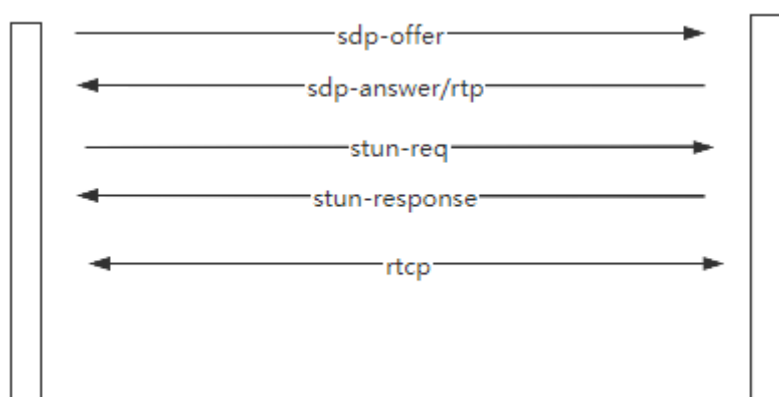 sdp-offer
sdp-answer/rtp
stun-req
stun-response
rtcp